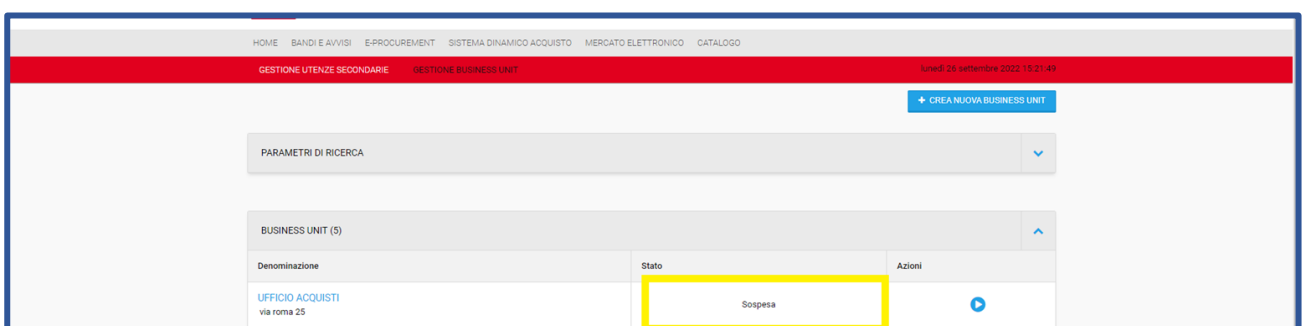 HOME BANDI E AVVISI E-PROCUREMENT SISTEMA DINAMICO ACQUISTO MERCATO ELETTRONICO CATALOGO
GESTIONE UTENZE SECONDARIE GESTIONE BUSINESS UNIT lunedì 26 settembre 2022 15:21:49
+ CREA NUOVA BUSINESS UNIT
PARAMETRI DI RICERCA
BUSINESS UNIT (5)
Denominazione Stato Azioni
UFFICIO ACQUISTI Sospesa
via roma 25